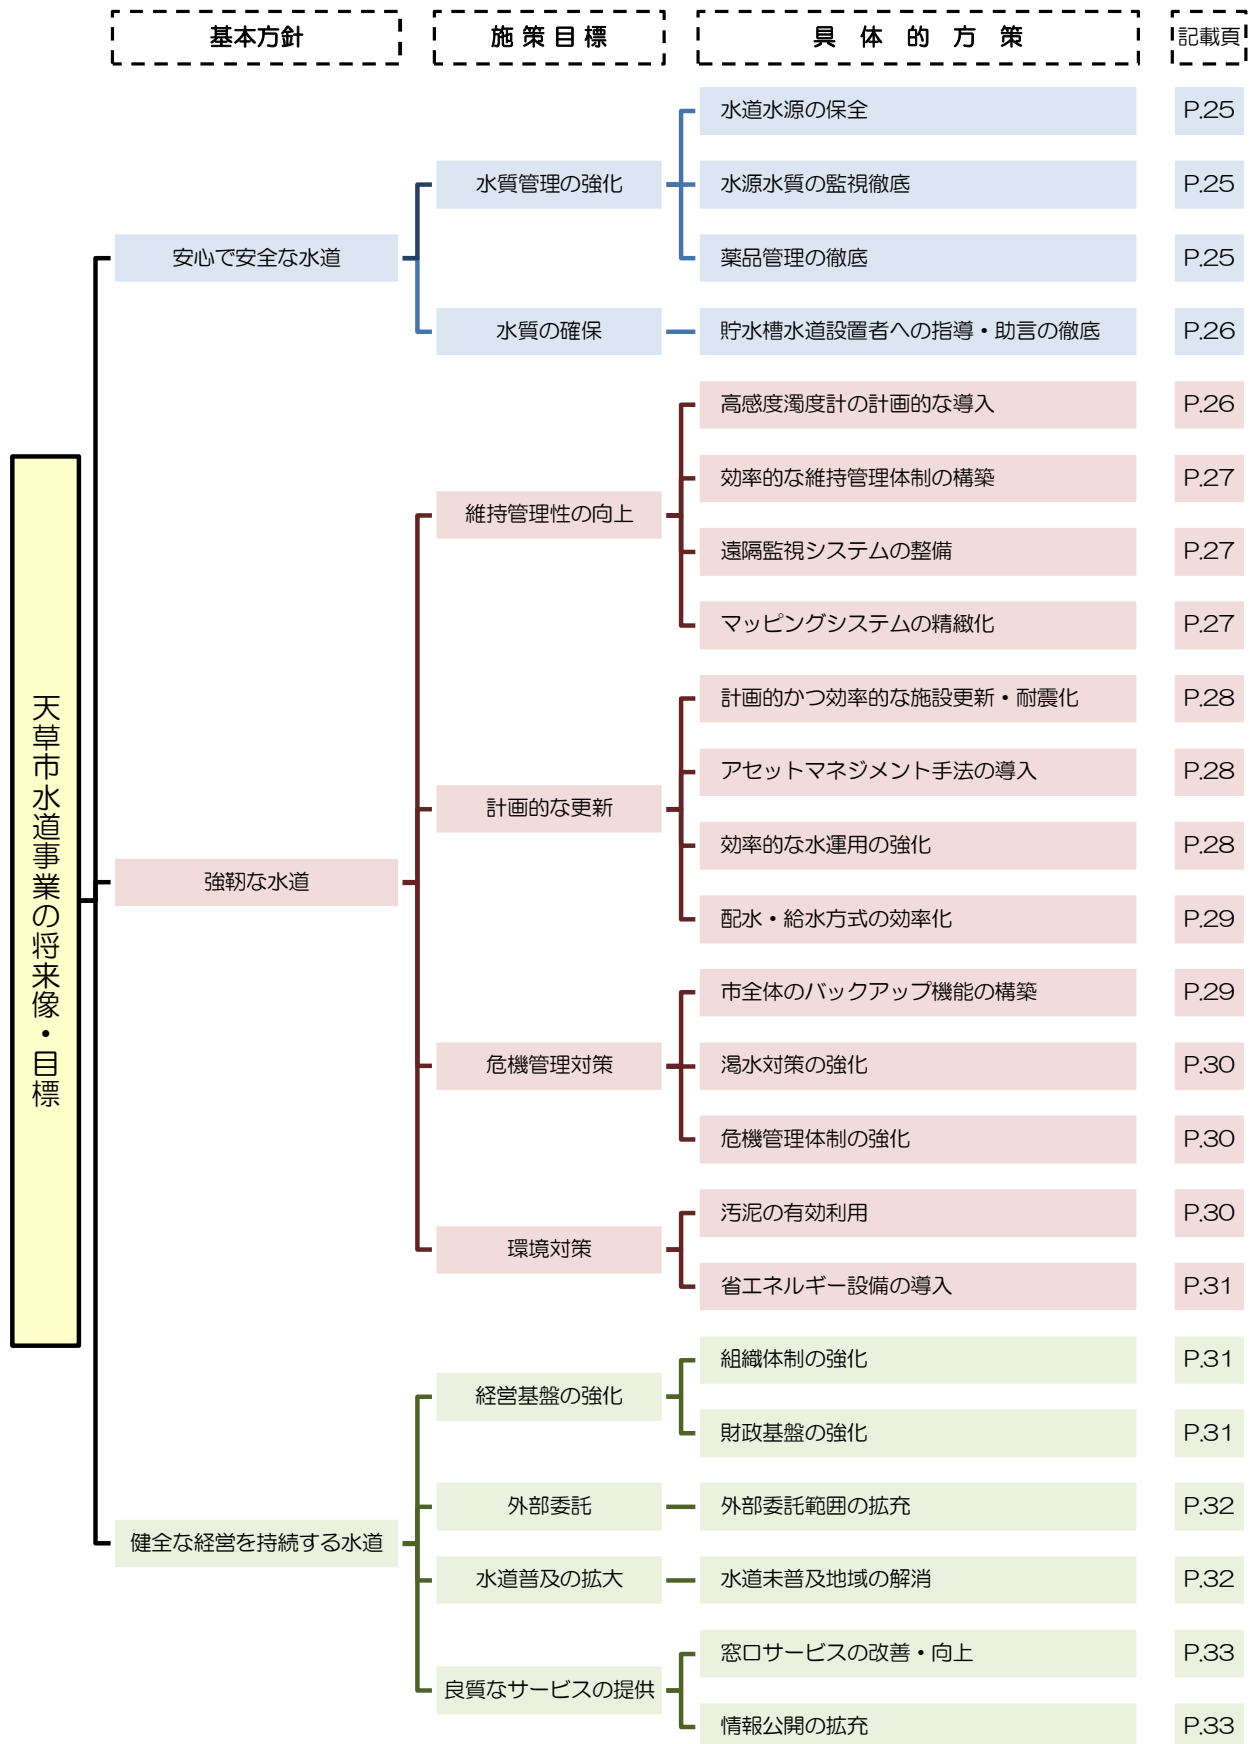 基本方針 施策目標 具体的方策 記載頁
水道水源の保全 P.25
水質管理の強化 水源水質の監視徹底 P.25
安心で安全な水道 薬品管理の徹底 P.25
水質の確保 貯水槽水道設置者への指導・助言の徹底 P.26
高感度濁度計の計画的な導入 P.26
効率的な維持管理体制の構築 P.27
維持管理性の向上
遠隔監視システムの整備 P.27
マッピングシステムの精緻化 P.27
計画的かつ効率的な施設更新・耐震化 P.28
アセットマネジメント手法の導入 P.28
計画的な更新
効率的な水運用の強化 P.28
天草市水道事業の将来像・目標
強靭な水道
配水・給水方式の効率化 P.29
市全体のバックアップ機能の構築 P.29
危機管理対策 渇水対策の強化 P.30
危機管理体制の強化 P.30
汚泥の有効利用 P.30
環境対策
省エネルギー設備の導入 P.31
組織体制の強化 P.31
経営基盤の強化
財政基盤の強化 P.31
外部委託 外部委託範囲の拡充 P.32
健全な経営を持続する水道
水道普及の拡大 水道未普及地域の解消 P.32
窓口サービスの改善・向上 P.33
良質なサービスの提供
情報公開の拡充 P.33